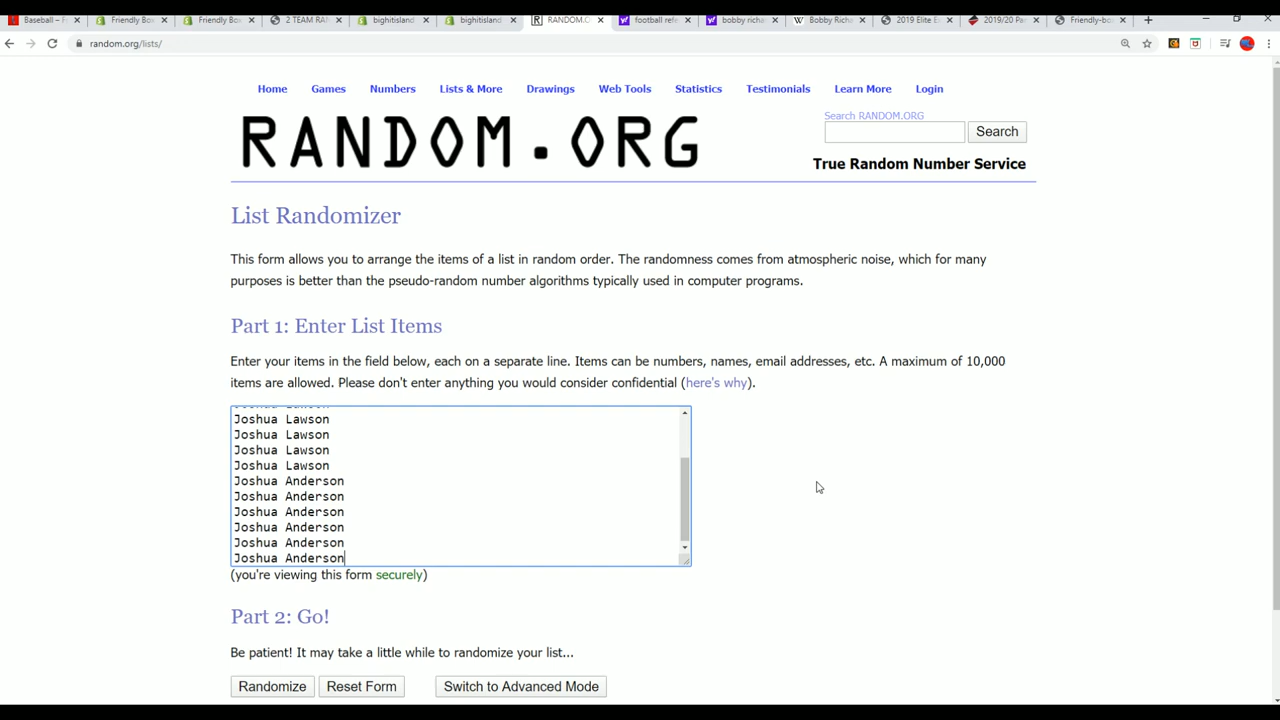 Baseball –
Friendly Bo
Friendly Box
2 TEAM RAN
bighitisland
bighitisland
RANDOM.O
football refe
bobby richa
Bobby Richa
2019 Elite Ex
2019/20 Pa
Friendly-bo
random.org/lists/
Home Games Numbers Lists & More Drawings Web Tools Statistics Testimonials Learn More Login
RANDOM.ORG
Search RANDOM.ORG
Search
True Random Number Service
List Randomizer
This form allows you to arrange the items of a list in random order. The randomness comes from atmospheric noise, which for many
purposes is better than the pseudo-random number algorithms typically used in computer programs.
Part 1: Enter List Items
Enter your items in the field below, each on a separate line. Items can be numbers, names, email addresses, etc. A maximum of 10,000
items are allowed. Please don't enter anything you would consider confidential (here's why).
Joshua Lawson
Joshua Lawson
Joshua Lawson
Joshua Lawson
Joshua Anderson
Joshua Anderson
Joshua Anderson
Joshua Anderson
Joshua Anderson
Joshua Anderson
(you're viewing this form securely)
Part 2: Go!
Be patient! It may take a little while to randomize your list...
Randomize Reset Form Switch to Advanced Mode